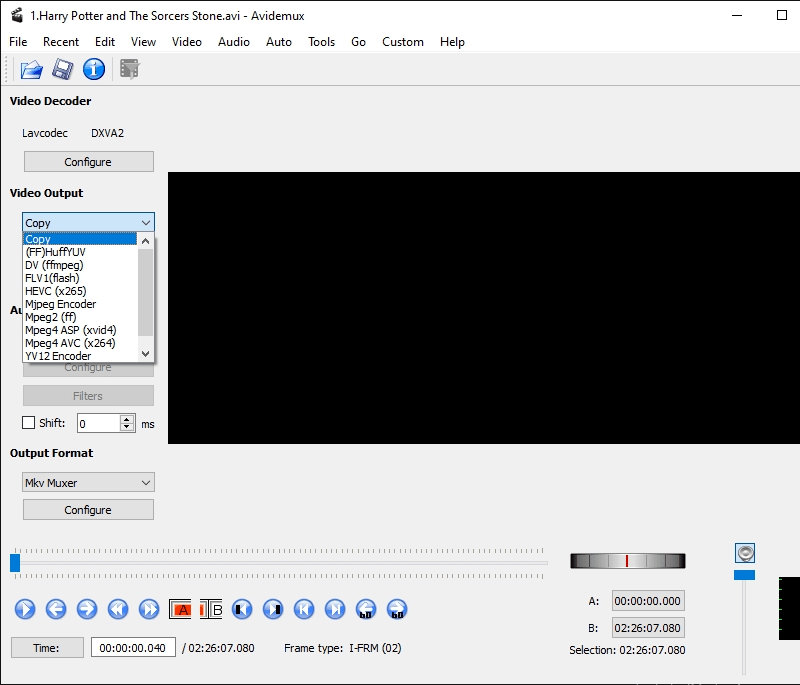 1.Harry Potter and The Sorcers Stone.avi - Avidemux
File Recent Edit View Video Audio Auto Tools Go Custom Help
Video Decoder
Lavcodec DXVA2
Configure
Video Output
Copy
Copy
(FF)HuffYUV
DV (ffmpeg)
FLV1(flash)
HEVC (x265)
Mjpeg Encoder
Mpeg2 (ff)
Mpeg4 ASP (xvid4)
Mpeg4 AVC (x264)
YV12 Encoder
Au
Configure
Filters
Shift: 0 ms
Output Format
Mkv Muxer
Configure
A B 60 60
A: 00:00:00.000
B: 02:26:07.080
Time: 00:00:00.040 / 02:26:07.080 Frame type: I-FRM (02)
Selection: 02:26:07.080